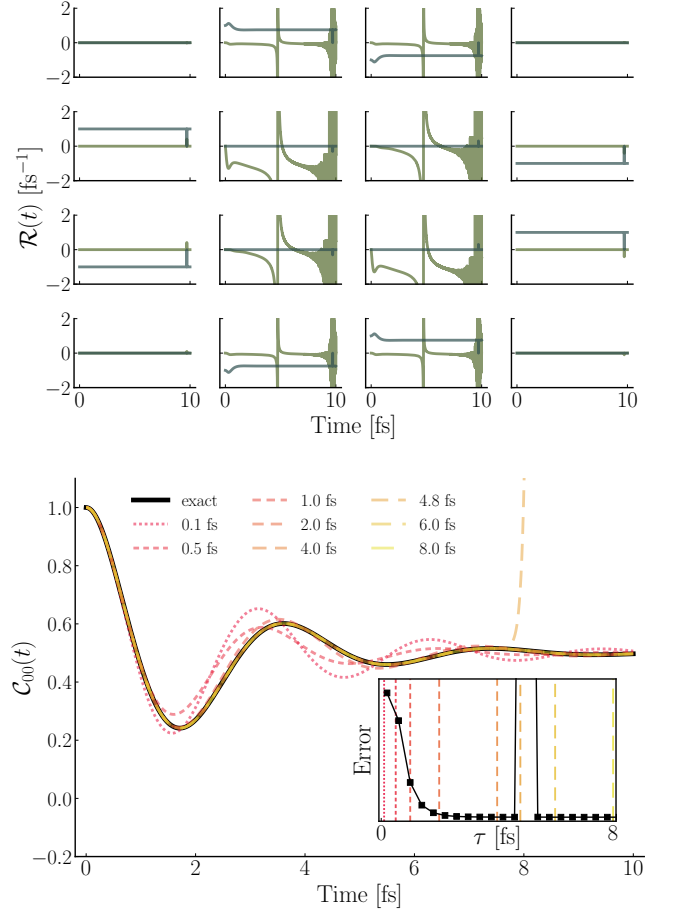 2
0
−2
2
0
−2
2
0
−2
2
0
−2
R(t) [fs⁻¹]
0 10 0 10 0 10 0 10
Time [fs]
1.0
0.8
0.6
0.4
0.2
0.0
−0.2
C₀₀(t)
exact
0.1 fs
0.5 fs
1.0 fs
2.0 fs
4.0 fs
4.8 fs
6.0 fs
8.0 fs
Error
0 8
τ [fs]
0 2 4 6 8 10
Time [fs]